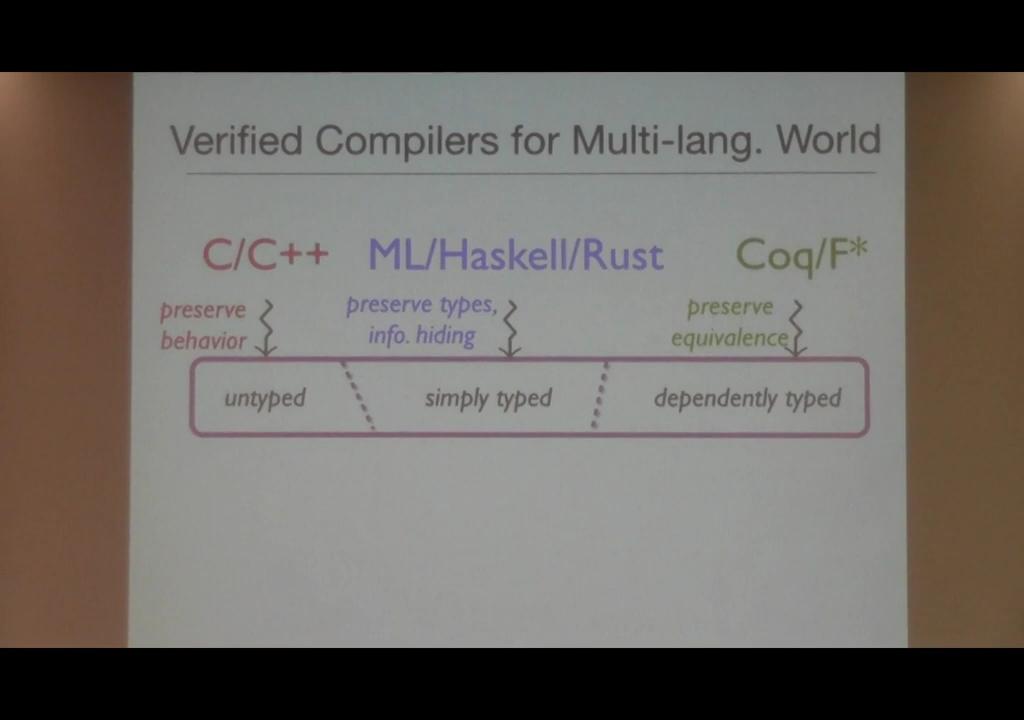 Verified Compilers for Multi-lang. World
C/C++
ML/Haskell/Rust
Coq/F*
preserve
behavior
preserve types,
info. hiding
preserve
equivalence
untyped
simply typed
dependently typed